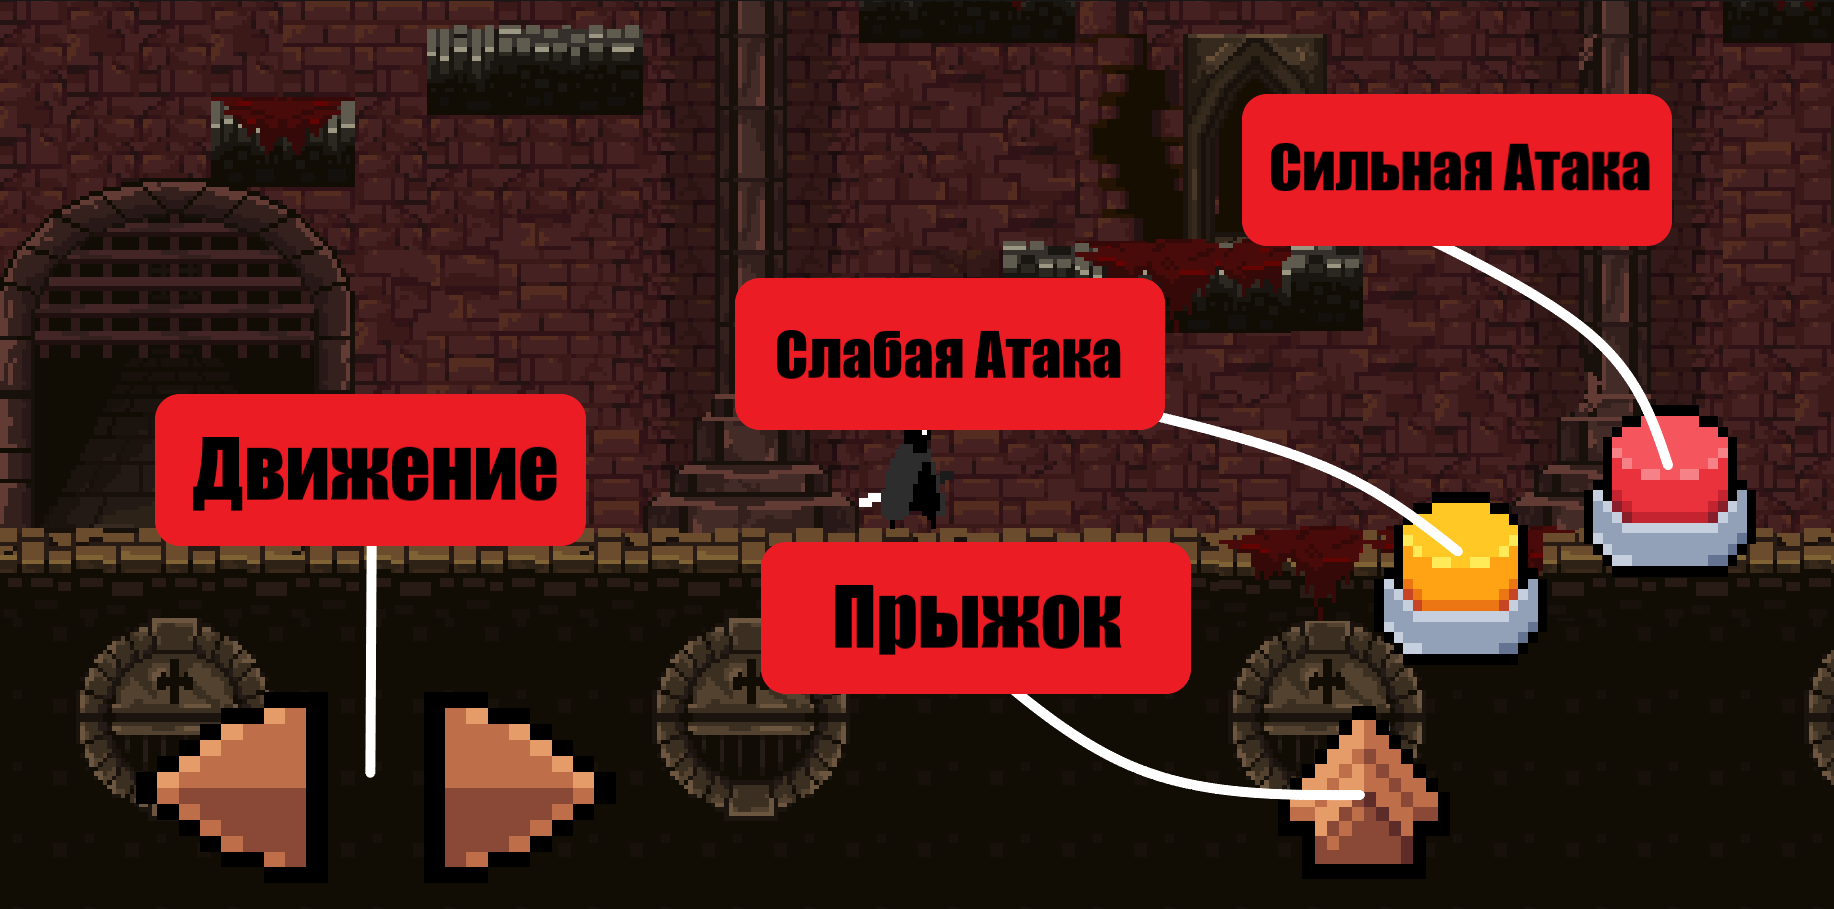 Сильная Атака
Слабая Атака
Движение
Прыжок